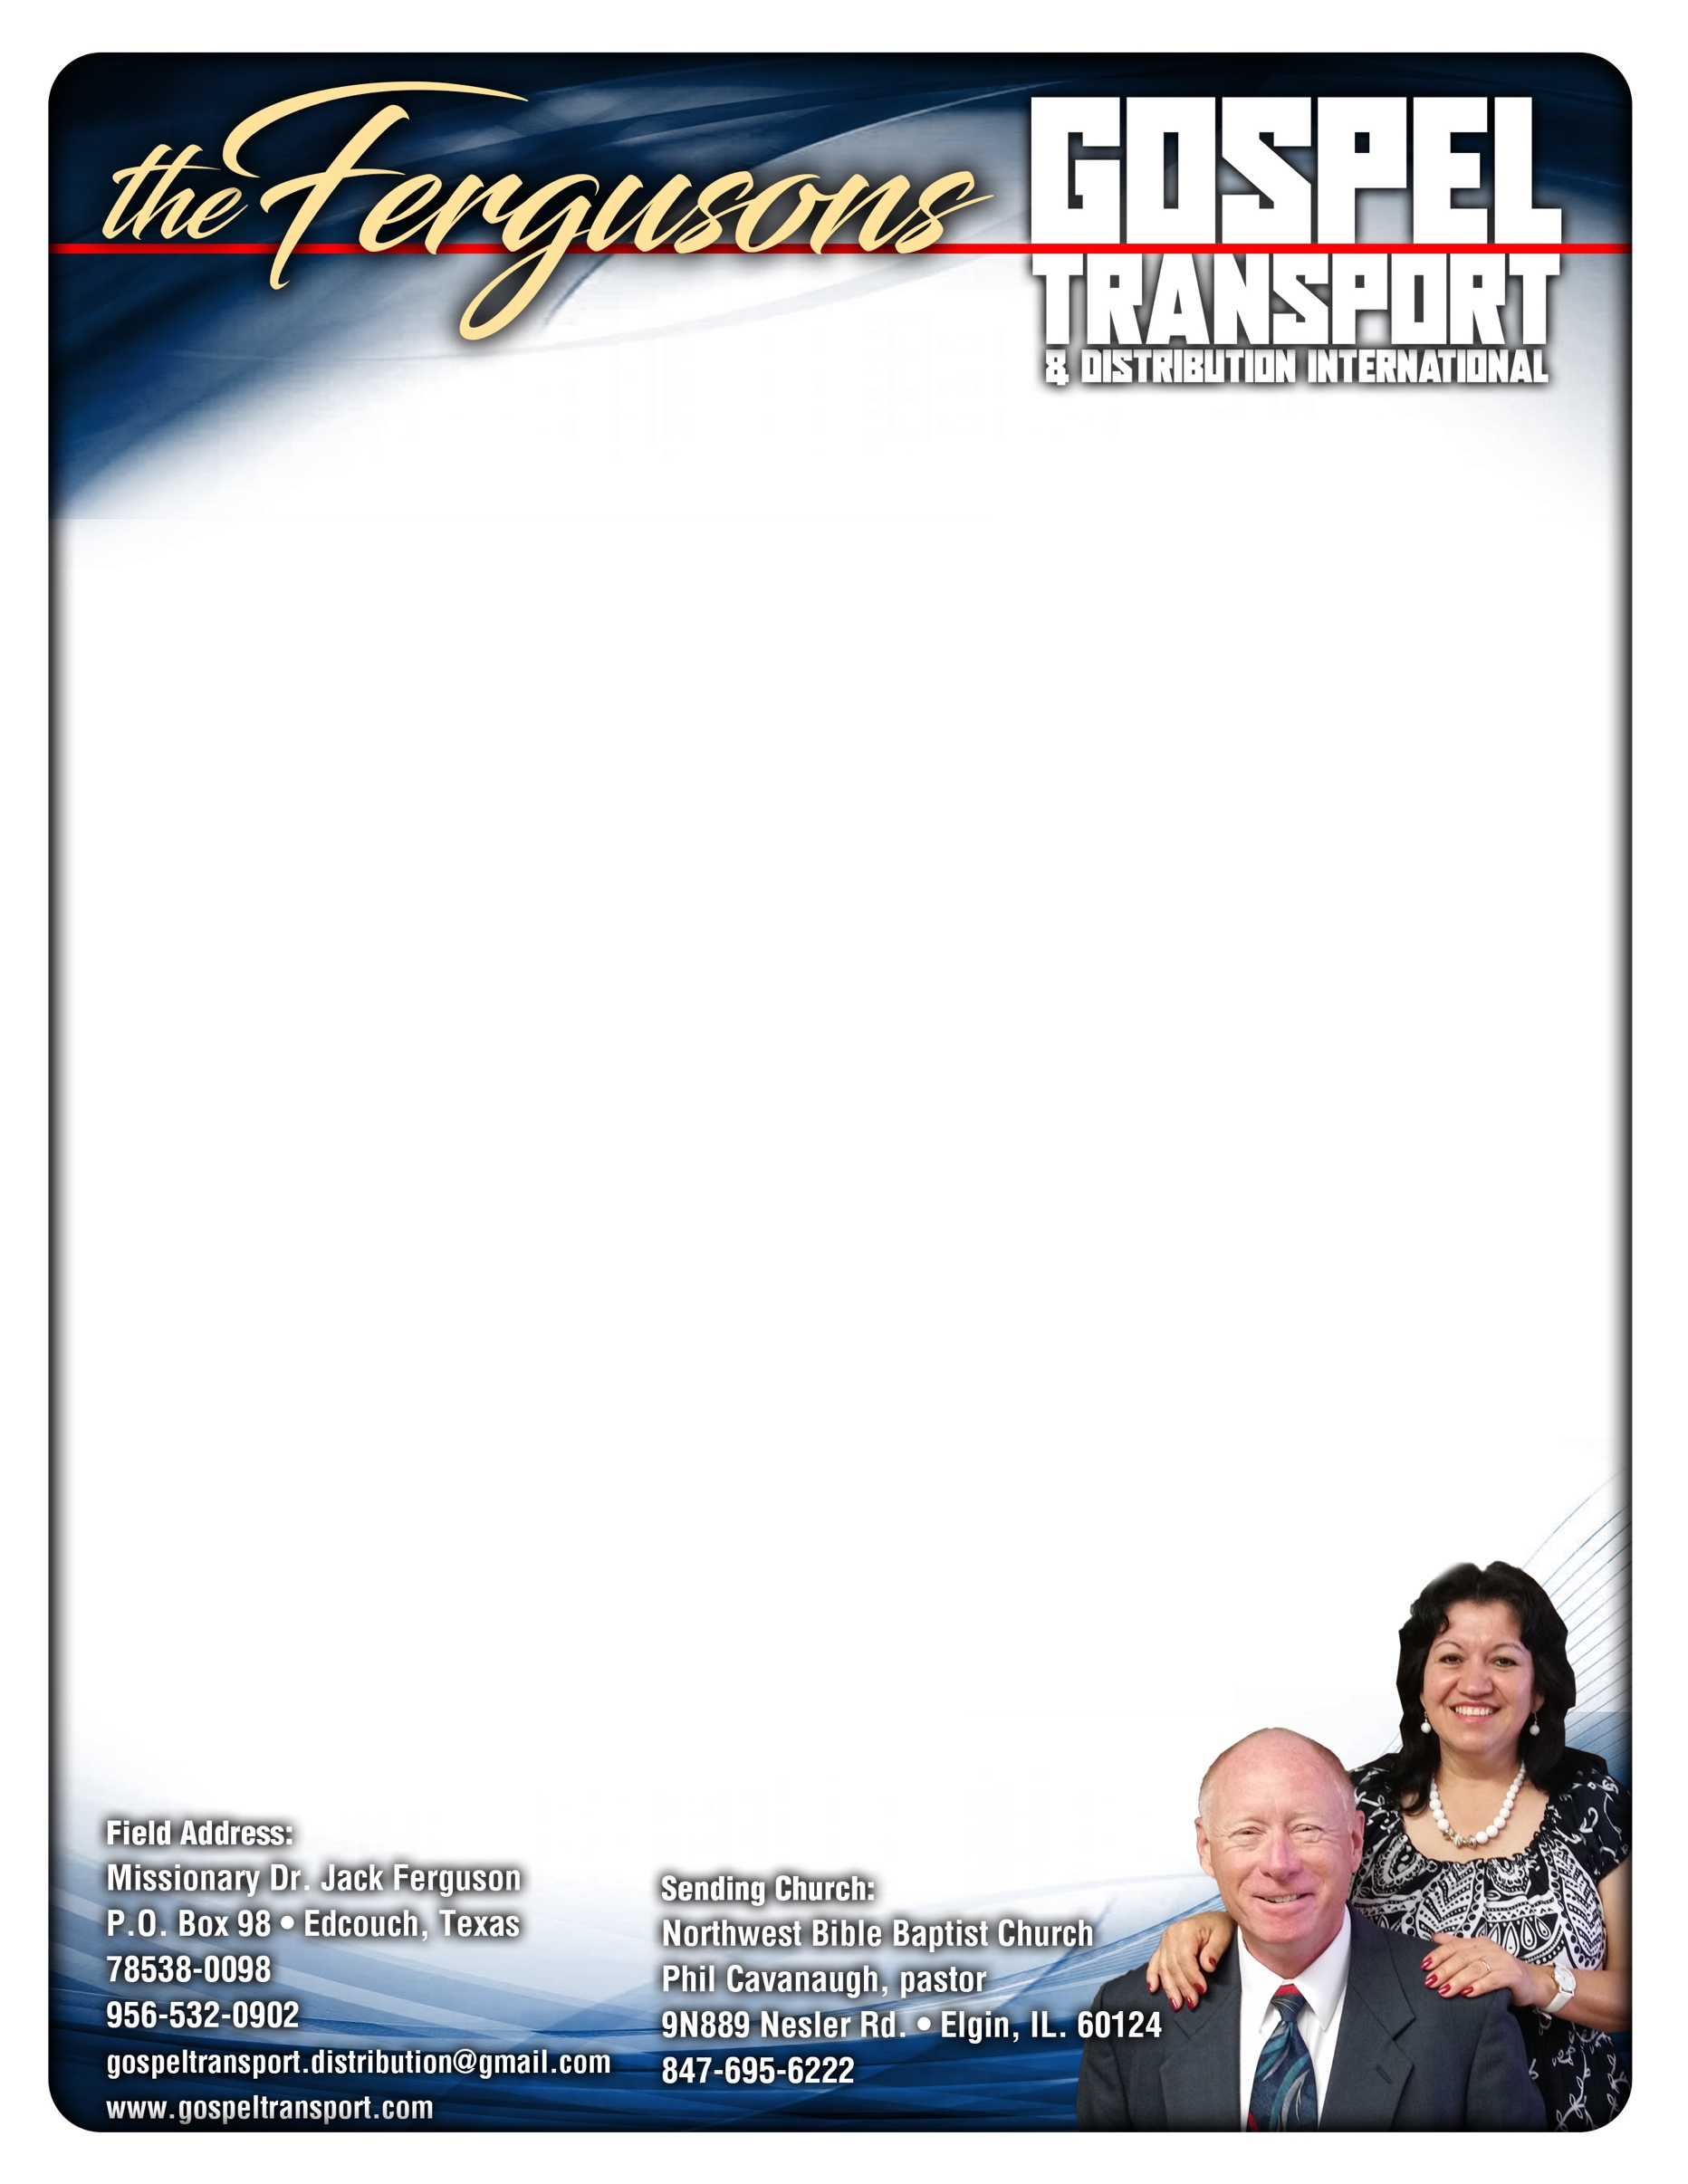 the Fergusons
GOSPEL
TRANSPORT
& DISTRIBUTION INTERNATIONAL
Field Address:
Missionary Dr. Jack Ferguson
P.O. Box 98 • Edcouch, Texas
78538-0098
956-532-0902
gospeltransport.distribution@gmail.com
www.gospeltransport.com
Sending Church:
Northwest Bible Baptist Church
Phil Cavanaugh, pastor
9N889 Nesler Rd. • Elgin, IL. 60124
847-695-6222